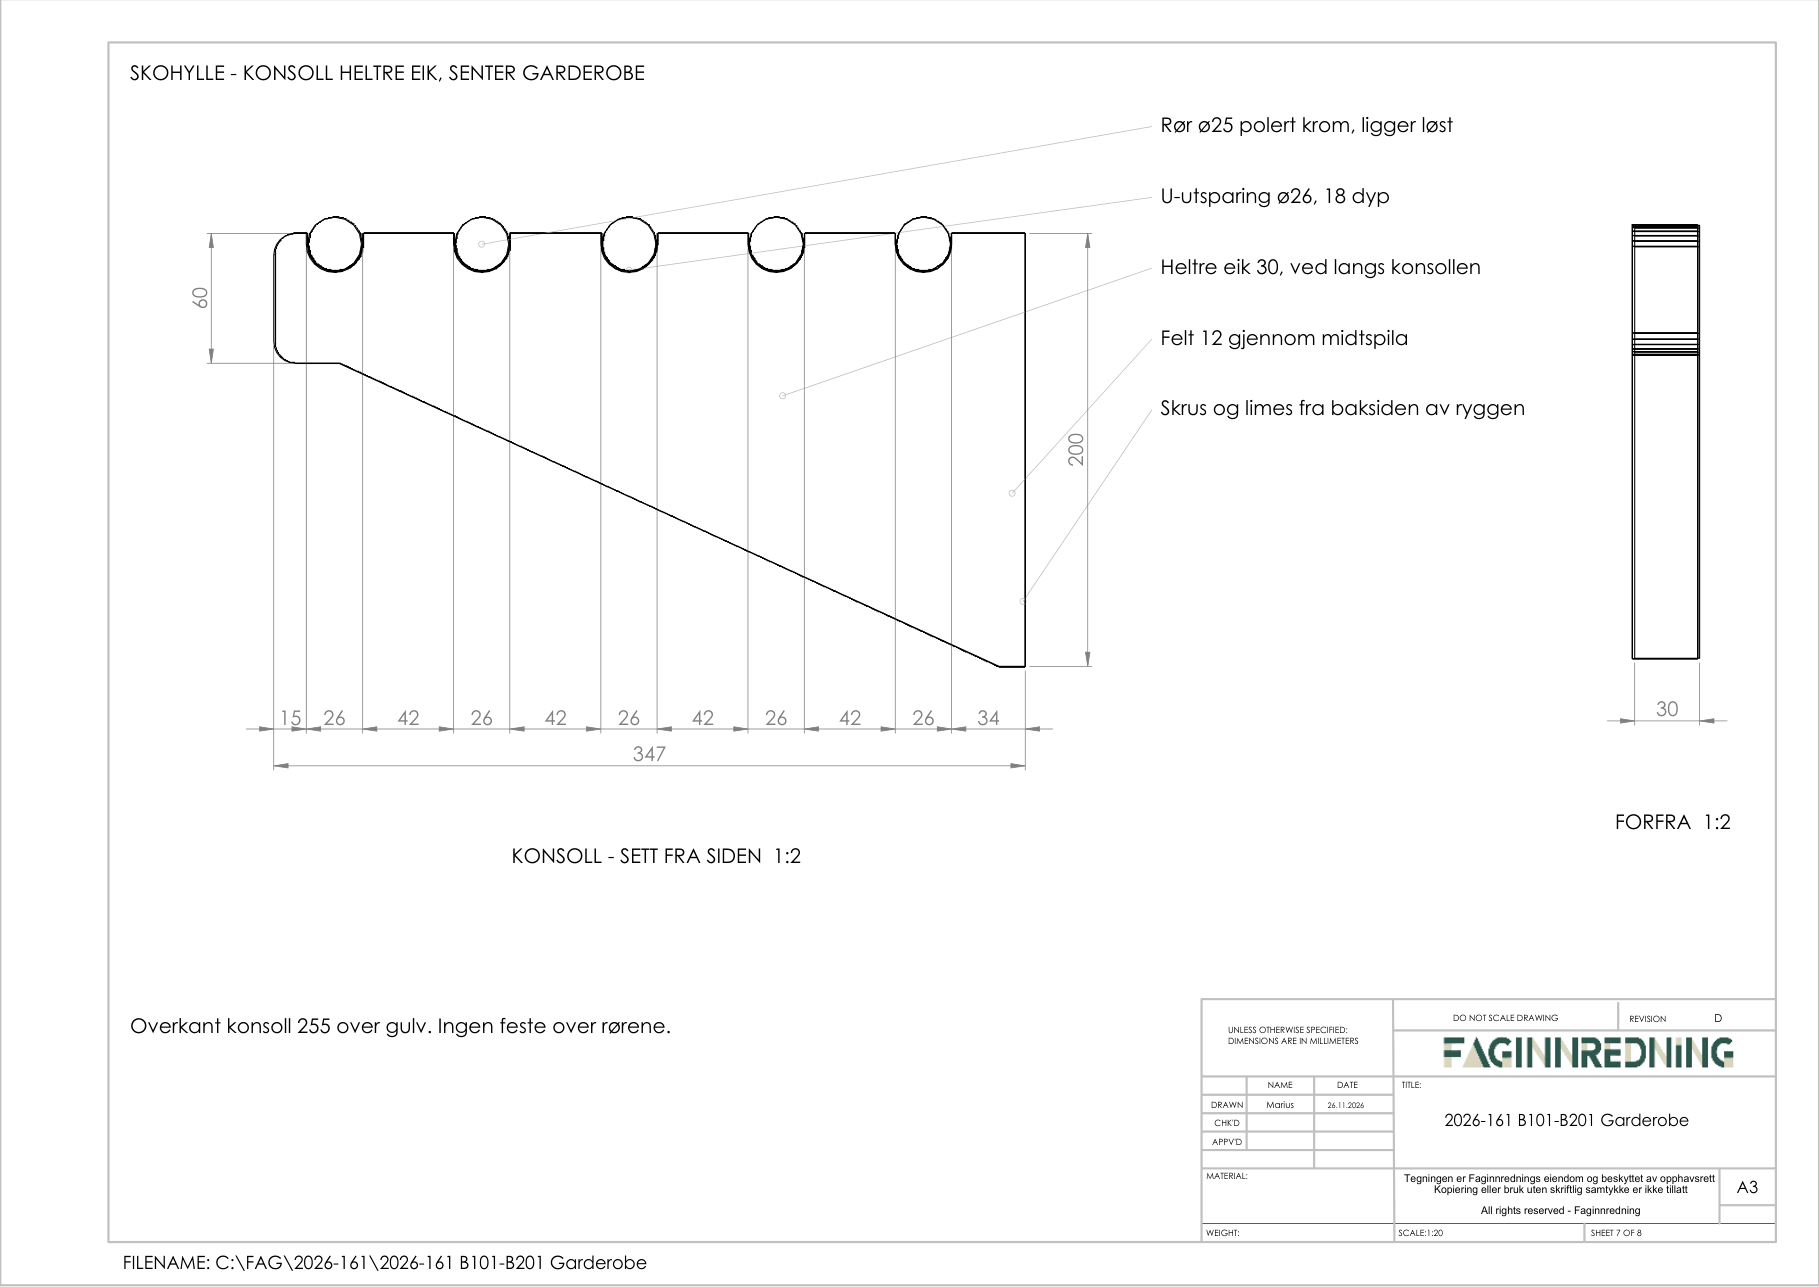 SKOHYLLE - KONSOLL HELTRE EIK, SENTER GARDEROBE
Rør ø25 polert krom, ligger løst
U-utsparing ø26, 18 dyp
Heltre eik 30, ved langs konsollen
Felt 12 gjennom midtspila
Skrus og limes fra baksiden av ryggen
60
200
15 26 42 26 42 26 42 26 42 26 34
347
30
KONSOLL - SETT FRA SIDEN 1:2
FORFRA 1:2
Overkant konsoll 255 over gulv. Ingen feste over rørene.
UNLESS OTHERWISE SPECIFIED:
DIMENSIONS ARE IN MILLIMETERS
DO NOT SCALE DRAWING
REVISION D
FAGINNREDNING
NAME DATE
DRAWN Marius 26.11.2026
CHK'D
APPV'D
TITLE:
2026-161 B101-B201 Garderobe
MATERIAL:
Tegningen er Faginnrednings eiendom og beskyttet av opphavsrett
Kopiering eller bruk uten skriftlig samtykke er ikke tillatt
All rights reserved - Faginnredning
A3
WEIGHT:
SCALE:1:20
SHEET 7 OF 8
FILENAME: C:\FAG\2026-161\2026-161 B101-B201 Garderobe